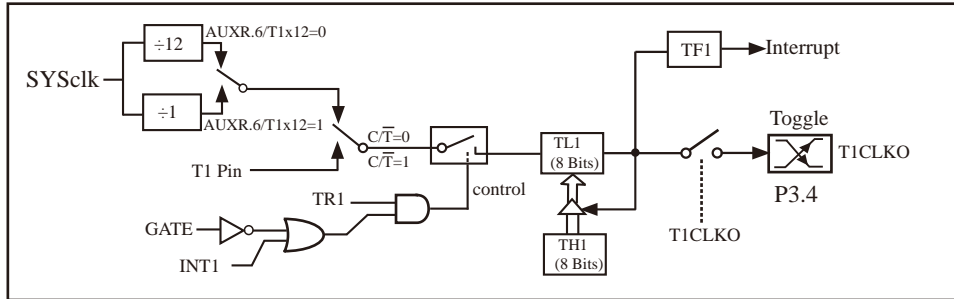 AUXR.6/T1x12=0
÷12
SYSclk
÷1
AUXR.6/T1x12=1
T1 Pin
C/T̅=0
C/T̅=1
TR1
control
GATE
INT1
TL1
(8 Bits)
TH1
(8 Bits)
TF1
Interrupt
Toggle
T1CLKO
P3.4
T1CLKO